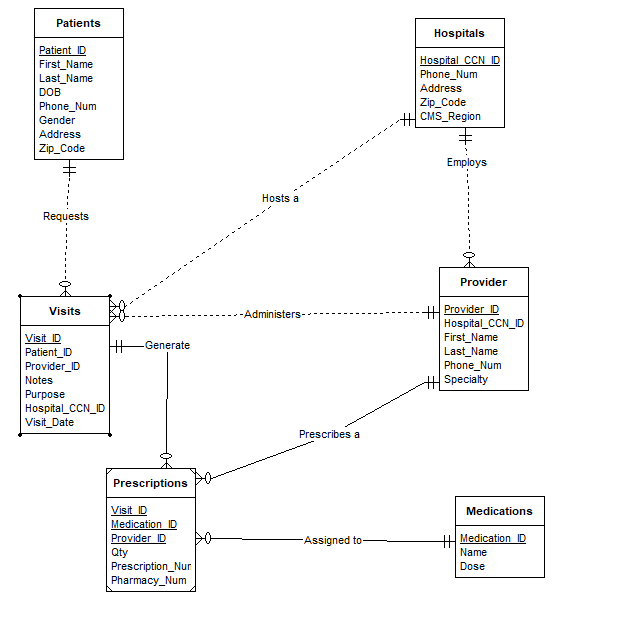 Patients
Patient_ID
First_Name
Last_Name
DOB
Phone_Num
Gender
Address
Zip_Code
Hospitals
Hospital_CCN_ID
Phone_Num
Address
Zip_Code
CMS_Region
Employs
Hosts a
Requests
Provider
Provider_ID
Hospital_CCN_ID
First_Name
Last_Name
Phone_Num
Specialty
Visits
Visit_ID
Patient_ID
Provider_ID
Notes
Purpose
Hospital_CCN_ID
Visit_Date
Administers
Generate
Prescribes a
Prescriptions
Visit_ID
Medication_ID
Provider_ID
Qty
Prescription_Nur
Pharmacy_Num
Assigned to
Medications
Medication_ID
Name
Dose